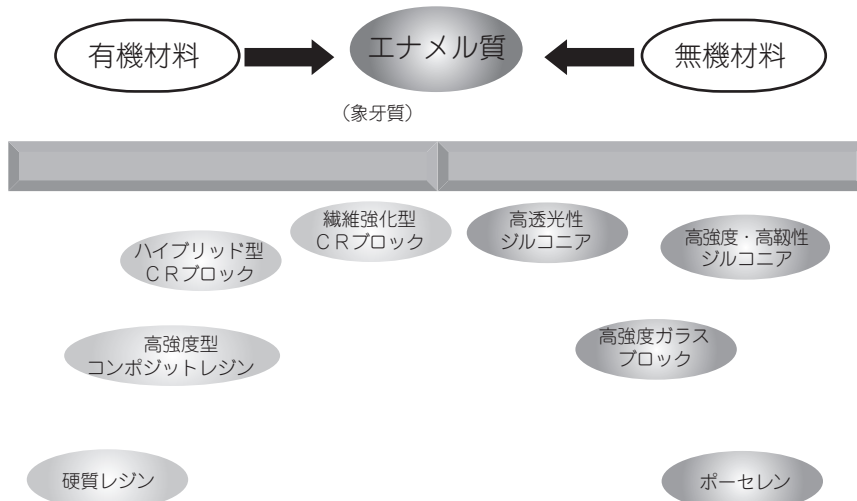 有機材料
エナメル質
無機材料
（象牙質）
繊維強化型
ＣＲブロック
高透光性
ジルコニア
ハイブリッド型
ＣＲブロック
高強度・高靱性
ジルコニア
高強度型
コンポジットレジン
高強度ガラス
ブロック
硬質レジン
ポーセレン